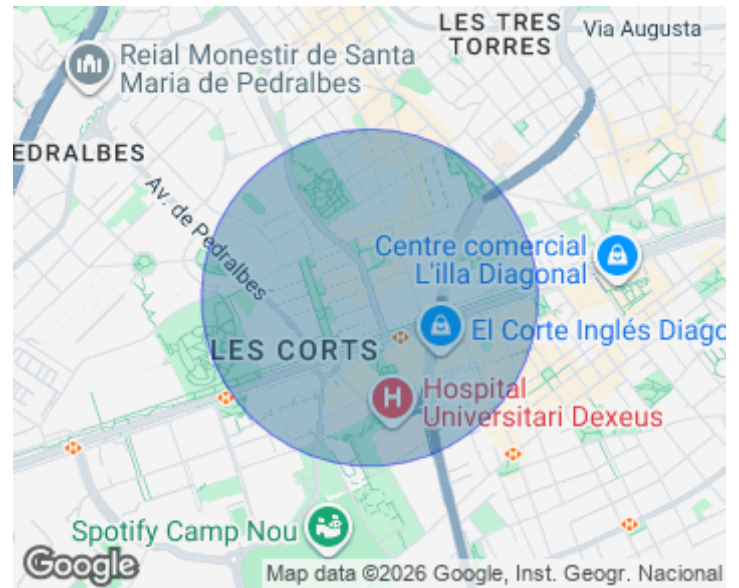 LES TRES
TORRES
Via Augusta
Reial Monestir de Santa
Maria de Pedralbes
EDRALBES
Av. de Pedralbes
Centre comercial
L'illa Diagonal
El Corte Inglés Diago
LES CORTS
Hospital
Universitari Dexeus
Spotify Camp Nou
Google
Map data ©2026 Google, Inst. Geogr. Nacional